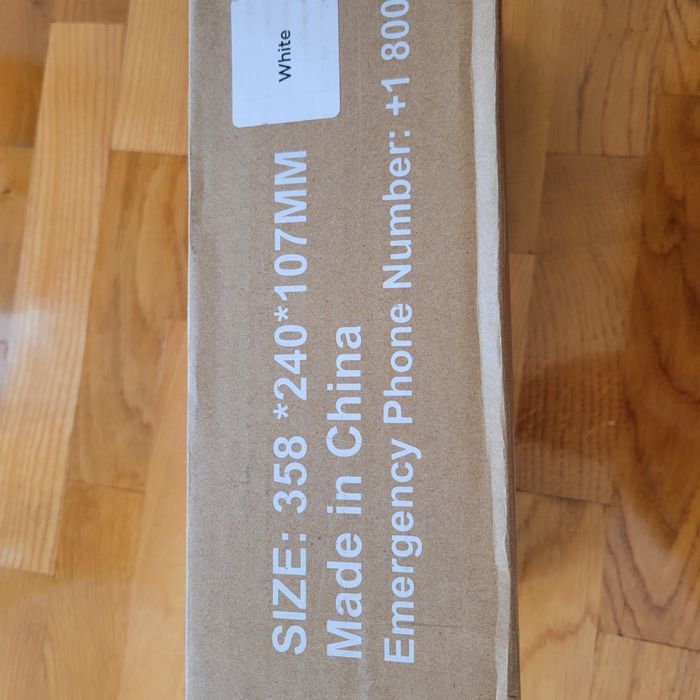 White
SIZE: 358 *240*107MM
Made in China
Emergency Phone Number: +1 800